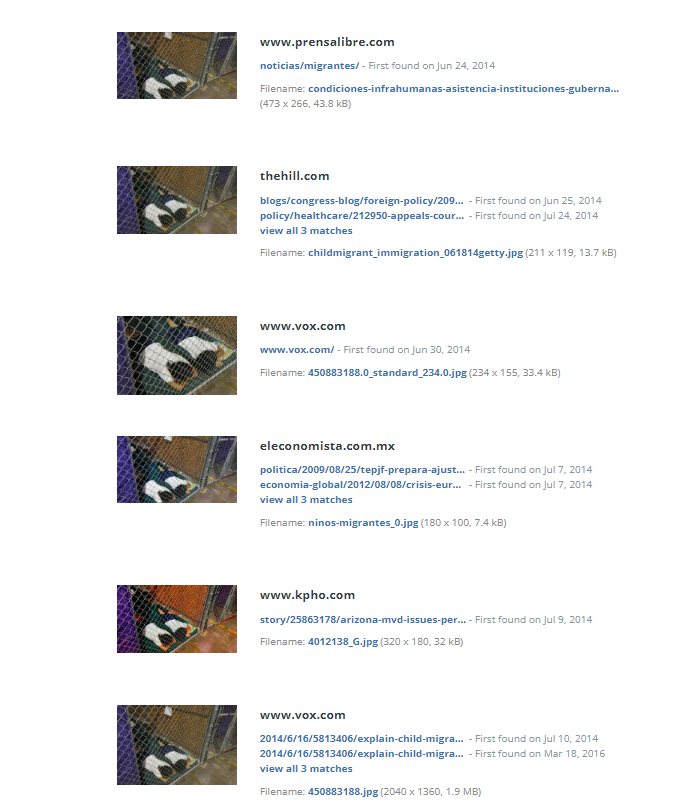 www.prensalibre.com
noticias/migrantes/ - First found on Jun 24, 2014
Filename: condiciones-infrahumanas-asistencia-instituciones-guberna...
(473 x 266, 43.8 kB)
thehill.com
blogs/congress-blog/foreign-policy/209... - First found on Jun 25, 2014
policy/healthcare/212950-appeals-cour... - First found on Jul 24, 2014
view all 3 matches
Filename: childmigrant_immigration_061814getty.jpg (211 x 119, 13.7 kB)
www.vox.com
www.vox.com/ - First found on Jun 30, 2014
Filename: 450883188.0_standard_234.0.jpg (234 x 155, 33.4 kB)
eleconomista.com.mx
politica/2009/08/25/tepjf-prepara-ajust... - First found on Jul 7, 2014
economia-global/2012/08/08/crisis-eur... - First found on Jul 7, 2014
view all 3 matches
Filename: ninos-migrantes_0.jpg (180 x 100, 7.4 kB)
www.kpho.com
story/25863178/arizona-mvd-issues-per... - First found on Jul 9, 2014
Filename: 4012138_G.jpg (320 x 180, 32 kB)
www.vox.com
2014/6/16/5813406/explain-child-migra... - First found on Jul 10, 2014
2014/6/16/5813406/explain-child-migra... - First found on Mar 18, 2016
view all 3 matches
Filename: 450883188.jpg (2040 x 1360, 1.9 MB)